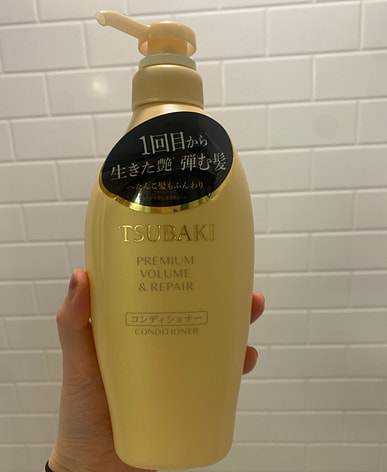 1回目から
生きた艶 弾む髪
ぺたんこ髪もふんわり
TSUBAKI
PREMIUM
VOLUME
& REPAIR
コンディショナー
CONDITIONER